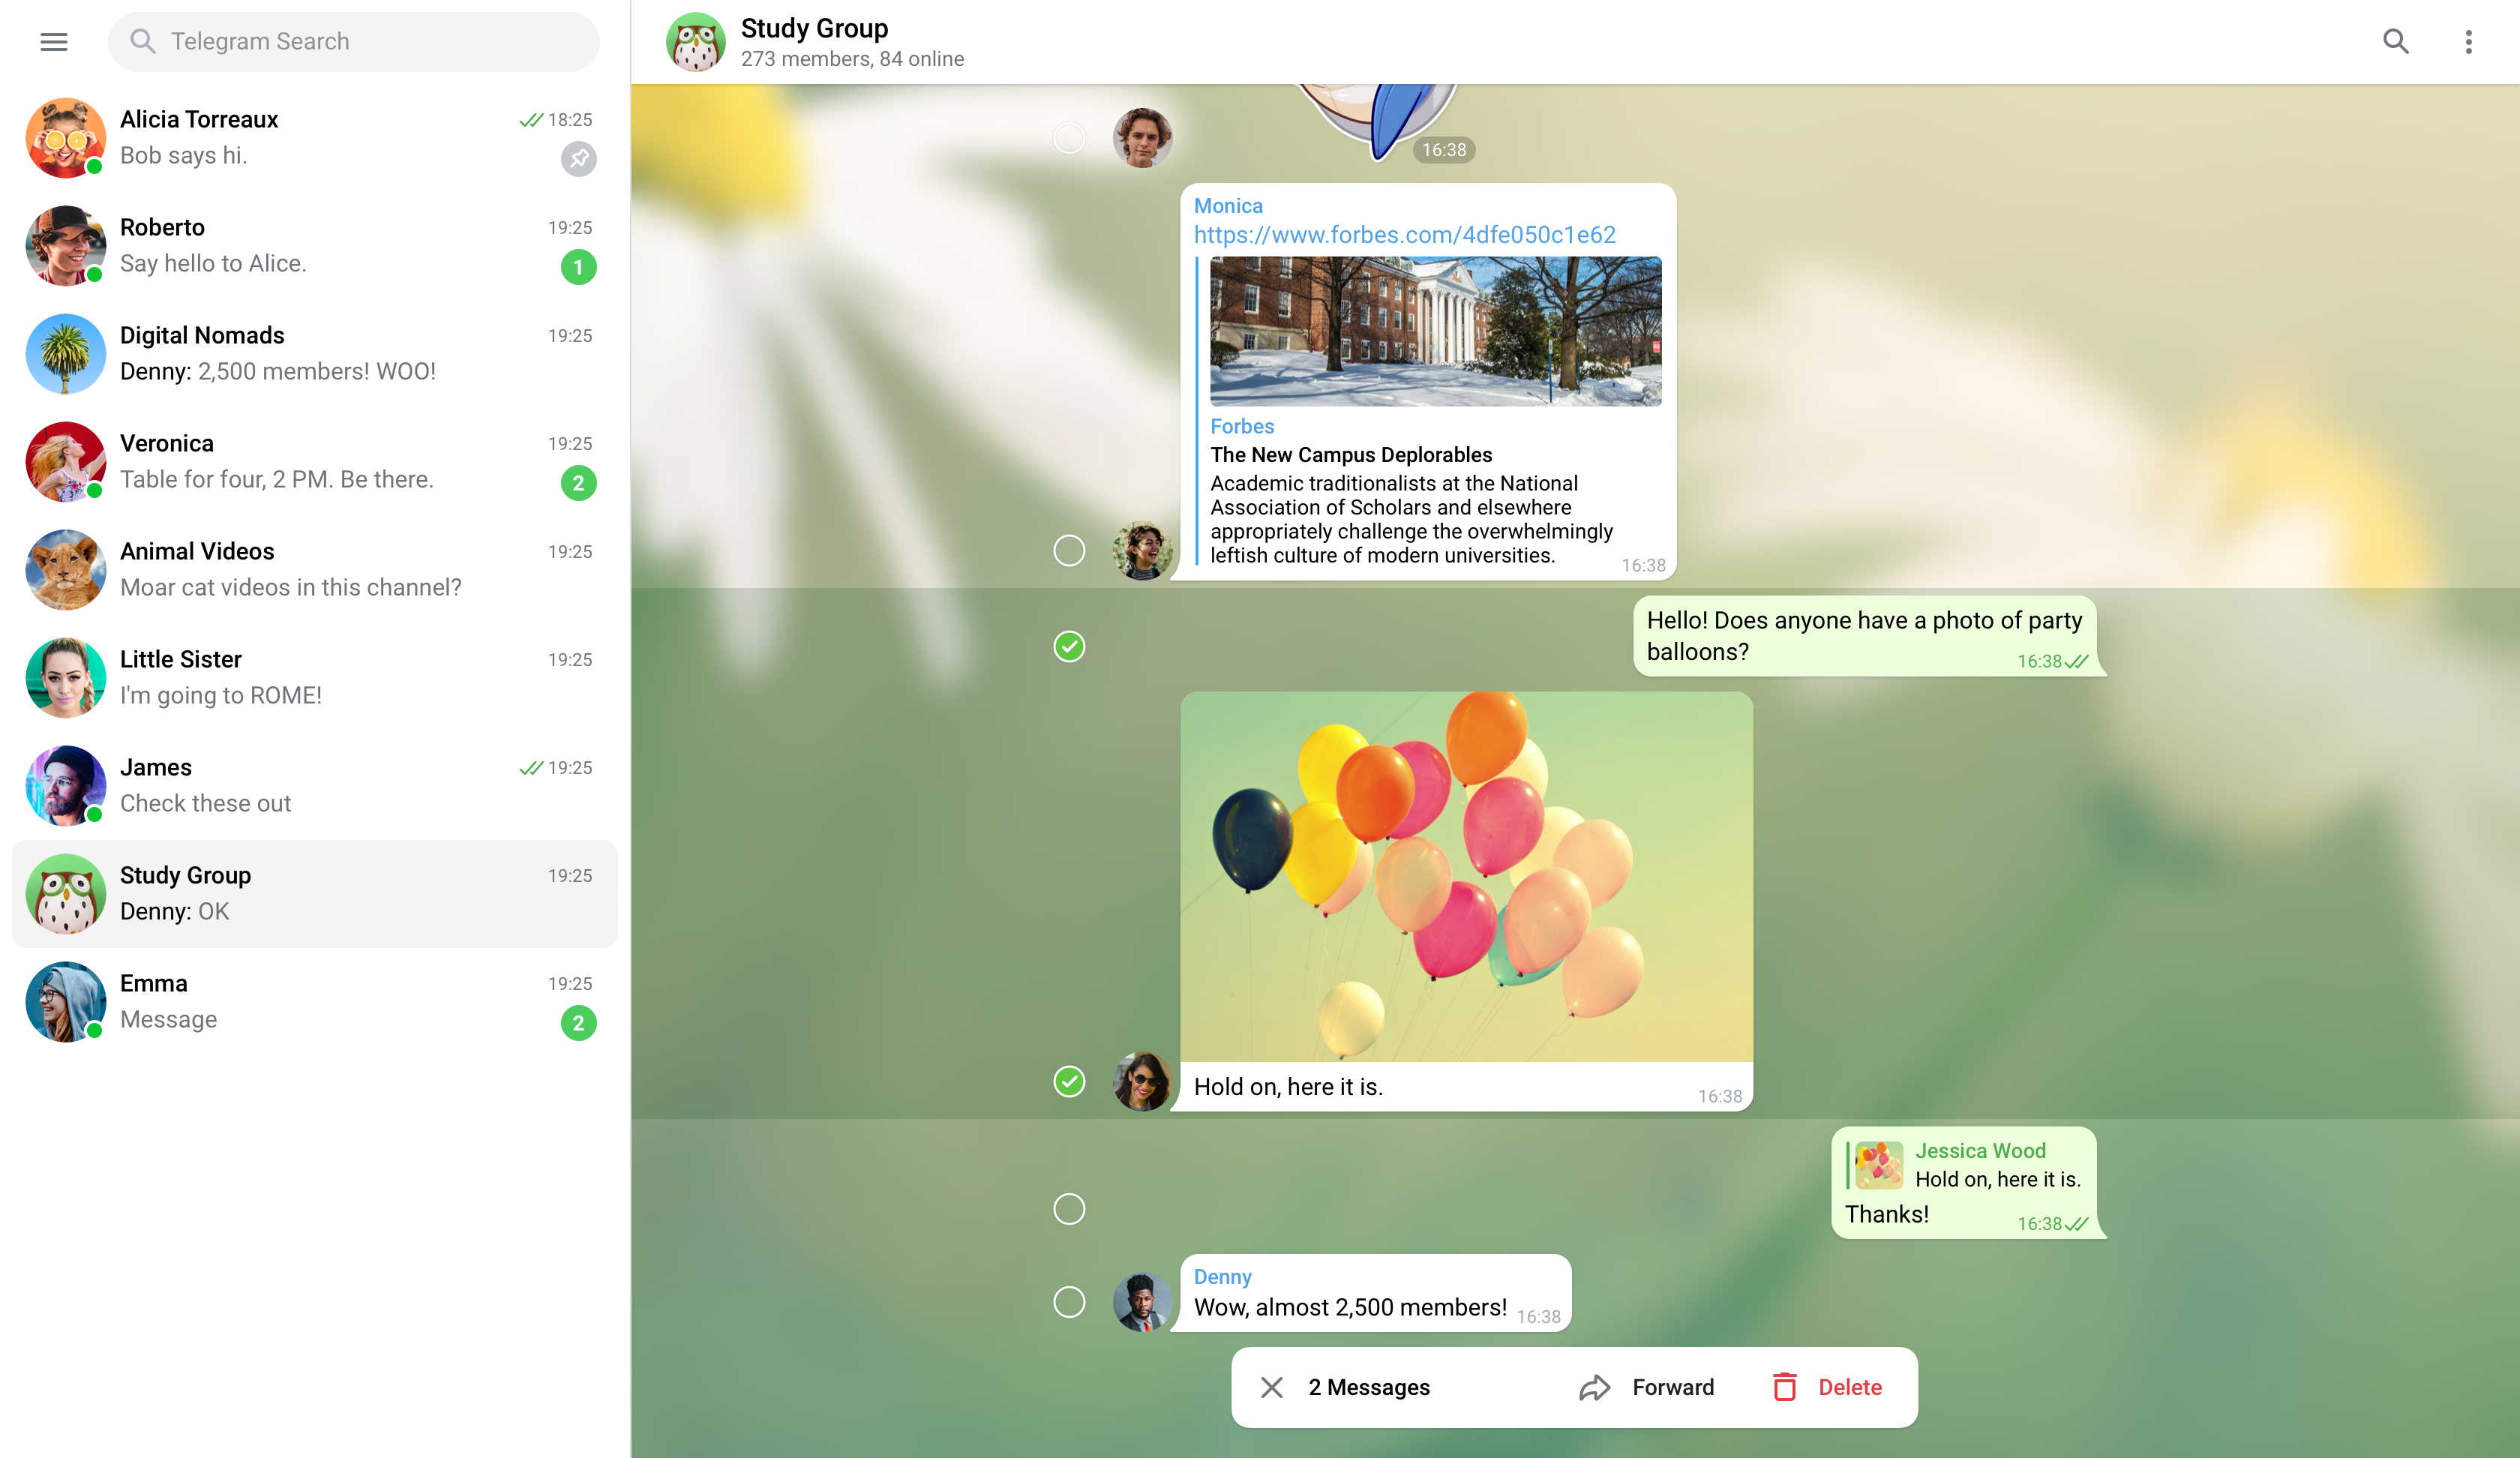 Telegram Search
Alicia Torreaux
18:25
Bob says hi.
Roberto
19:25
Say hello to Alice.
1
Digital Nomads
19:25
Denny: 2,500 members! WOO!
Veronica
19:25
Table for four, 2 PM. Be there.
2
Animal Videos
19:25
Moar cat videos in this channel?
Little Sister
19:25
I'm going to ROME!
James
19:25
Check these out
Study Group
19:25
Denny: OK
Emma
19:25
Message
2
Study Group
273 members, 84 online
16:38
Monica
https://www.forbes.com/4dfe050c1e62
Forbes
The New Campus Deplorables
Academic traditionalists at the National
Association of Scholars and elsewhere
appropriately challenge the overwhelmingly
leftish culture of modern universities.
16:38
Hello! Does anyone have a photo of party
balloons?
16:38
Hold on, here it is.
16:38
Jessica Wood
Hold on, here it is.
Thanks!
16:38
Denny
Wow, almost 2,500 members!
16:38
2 Messages
Forward
Delete